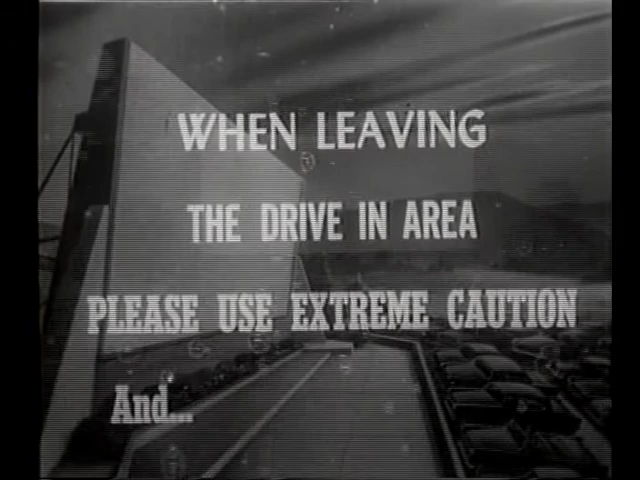 WHEN LEAVING
THE DRIVE IN AREA
PLEASE USE EXTREME CAUTION
And...